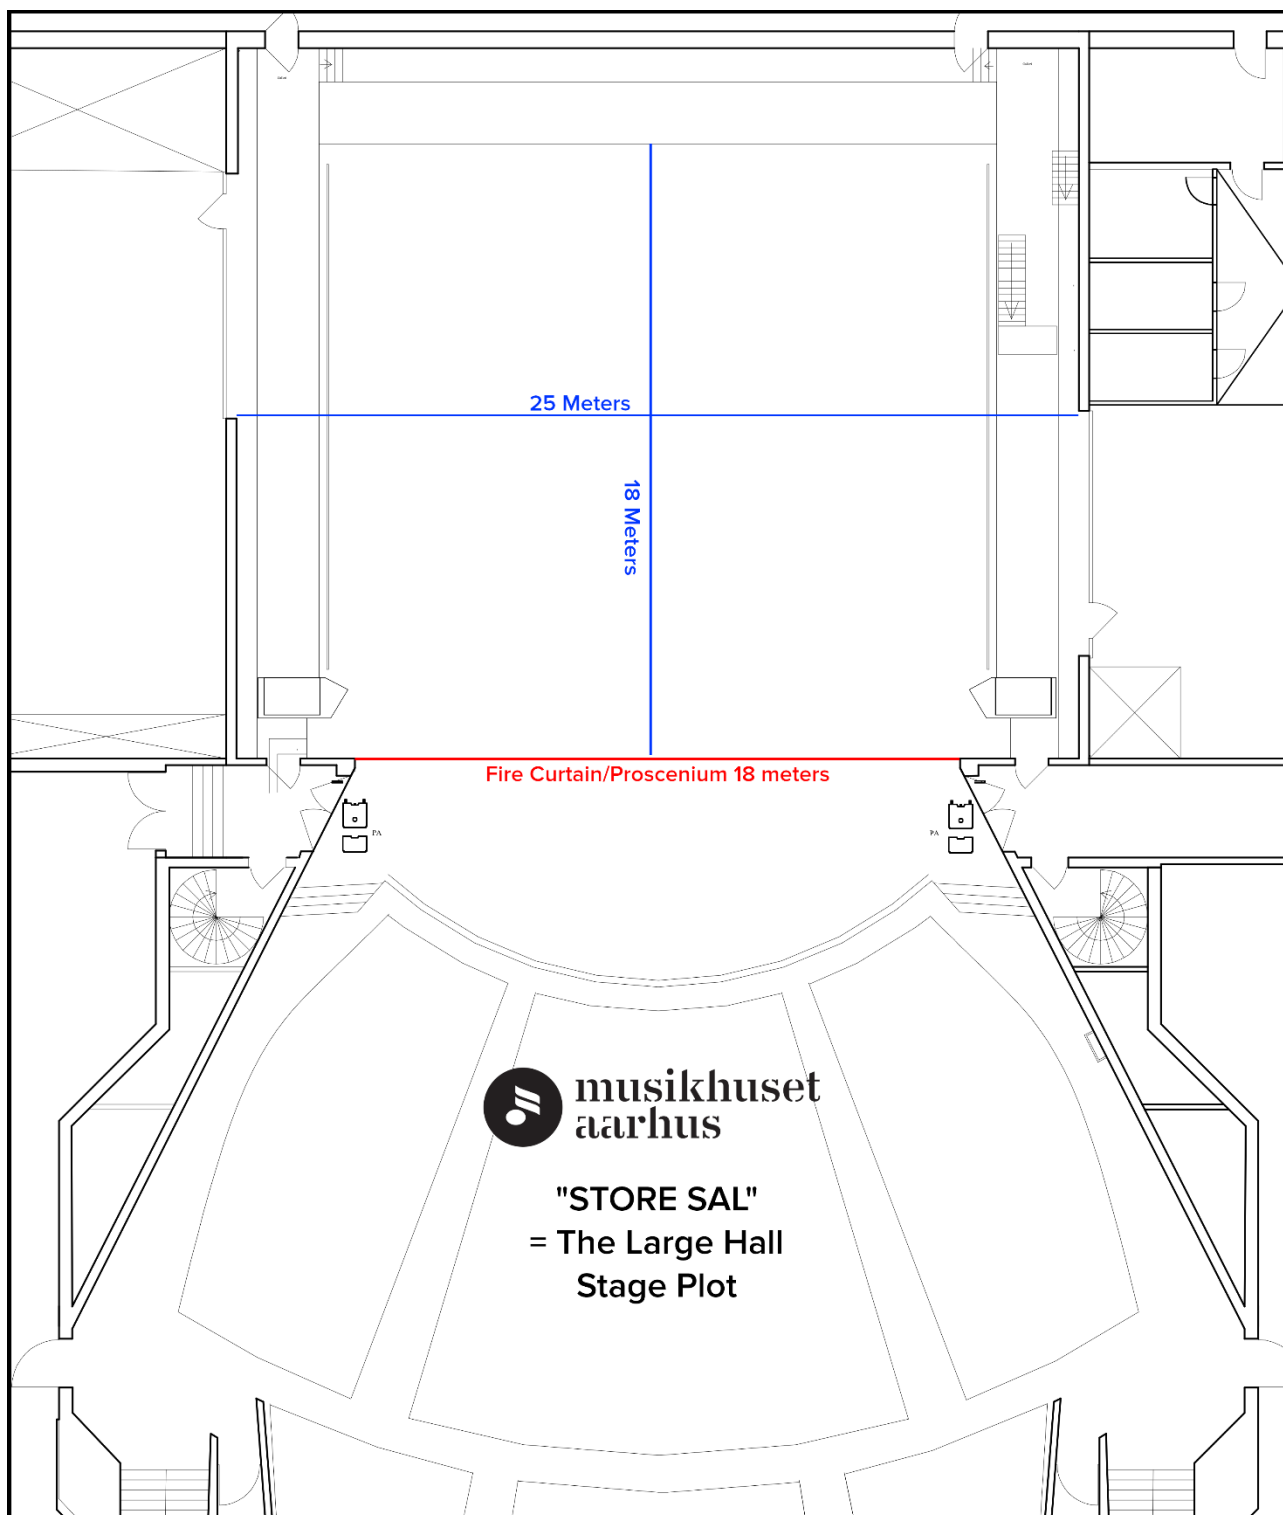 25 Meters
18 Meters
Fire Curtain/Proscenium 18 meters
PA
PA
musikhuset
aarhus
"STORE SAL"
= The Large Hall
Stage Plot